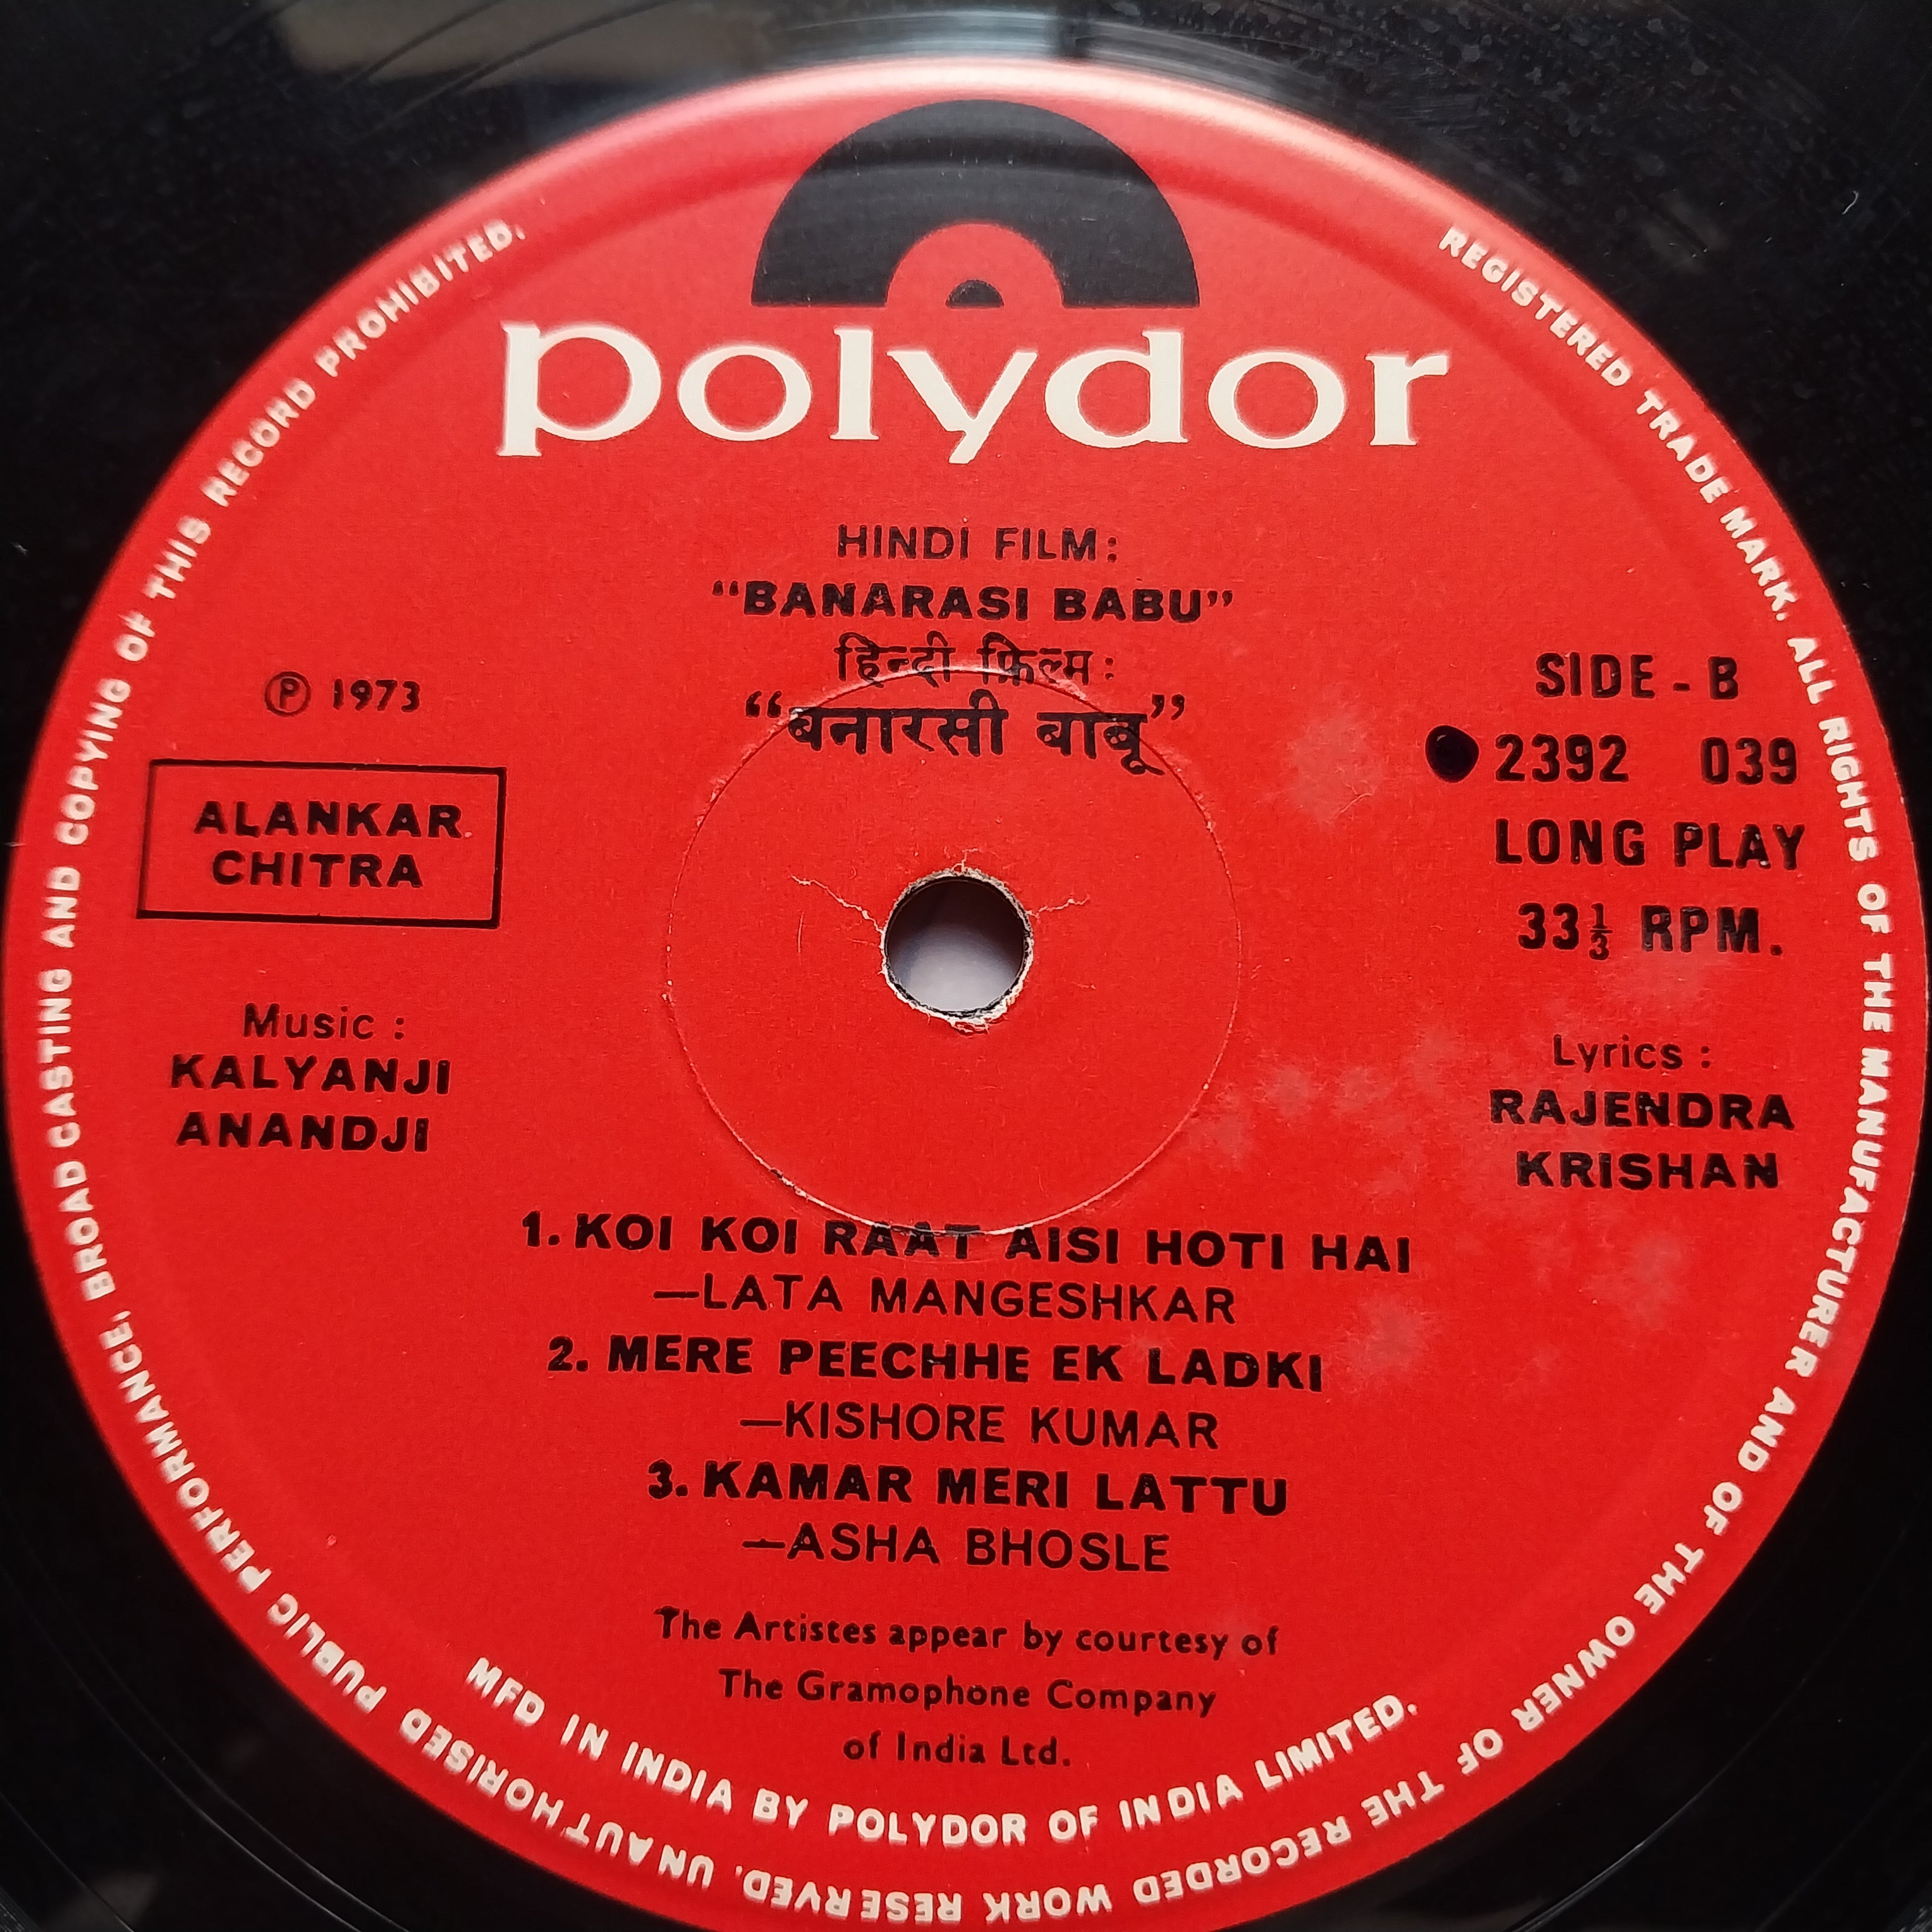 polydor
HINDI FILM:
“BANARASI BABU”
हिन्दी फ़िल्म:
“बनारसी बाबू”
Ⓟ 1973
ALANKAR
CHITRA
Music :
KALYANJI
ANANDJI
SIDE - B
2392 039
LONG PLAY
33⅓ RPM.
Lyrics :
RAJENDRA
KRISHAN
1. KOI KOI RAAT AISI HOTI HAI
—LATA MANGESHKAR
2. MERE PEECHHE EK LADKI
—KISHORE KUMAR
3. KAMAR MERI LATTU
—ASHA BHOSLE
The Artistes appear by courtesy of
The Gramophone Company
of India Ltd.
MFD IN INDIA BY POLYDOR OF INDIA LIMITED.
REGISTERED TRADE MARK. ALL RIGHTS OF THE MANUFACTURER AND OF THE OWNER OF THE RECORDED WORK RESERVED. UNAUTHORISED PUBLIC PERFORMANCE, BROADCASTING AND COPYING OF THIS RECORD PROHIBITED.